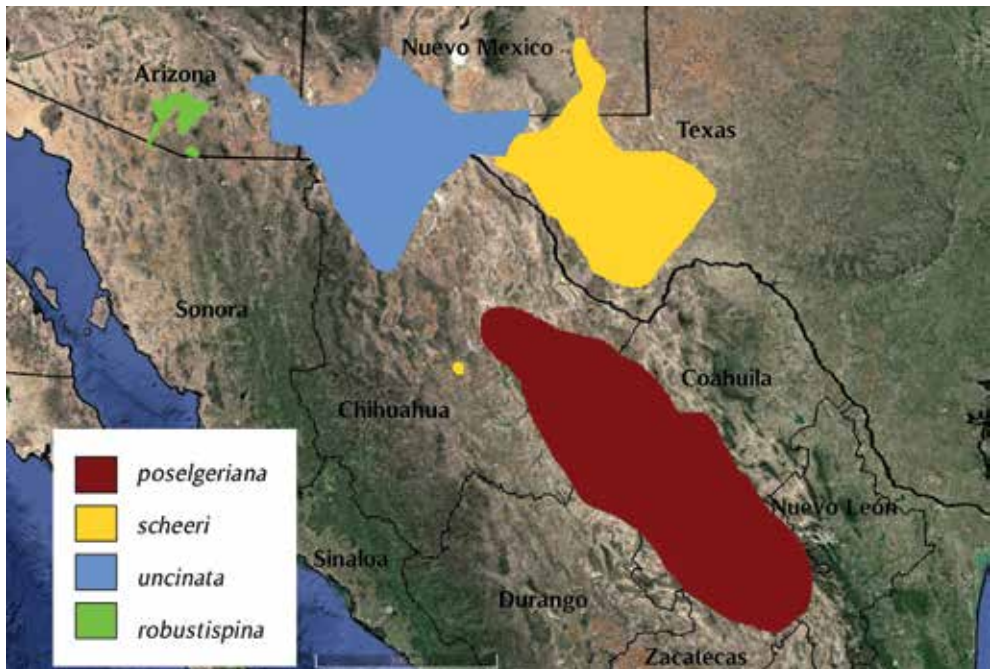 Nuevo Mexico
Arizona
Texas
Sonora
Coahuila
Chihuahua
Nuevo León
Sinaloa
Durango
Zacatecas
poselgeriana
scheeri
uncinata
robustispina